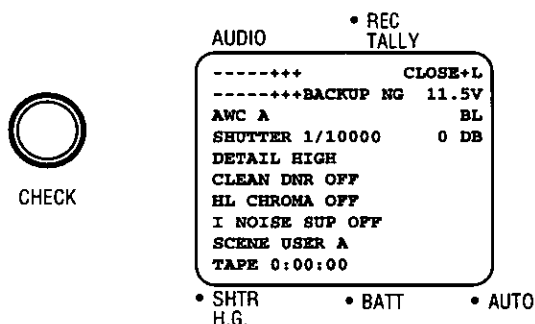 • REC
AUDIO TALLY
-----+++ CLOSE+L
-----+++BACKUP NG 11.5V
AWC A BL
SHUTTER 1/10000 0 DB
DETAIL HIGH
CLEAN DNR OFF
HL CHROMA OFF
I NOISE SUP OFF
SCENE USER A
TAPE 0:00:00
CHECK
• SHTR • BATT • AUTO
H.G.